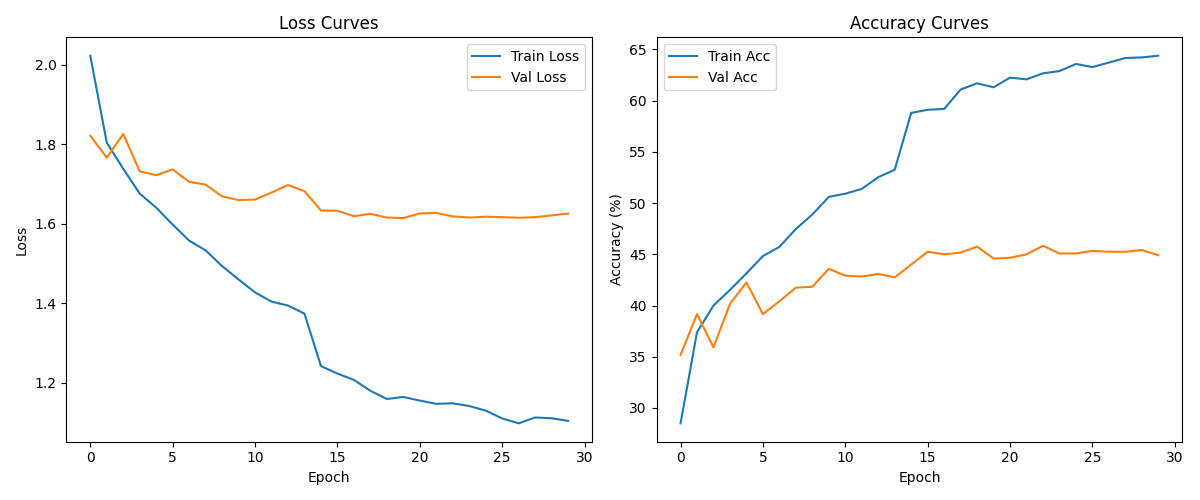 Loss Curves
Train Loss
Val Loss
2.0
1.8
1.6
1.4
1.2
Loss
0 5 10 15 20 25 30
Epoch
Accuracy Curves
Train Acc
Val Acc
65
60
55
50
45
40
35
30
Accuracy (%)
0 5 10 15 20 25 30
Epoch